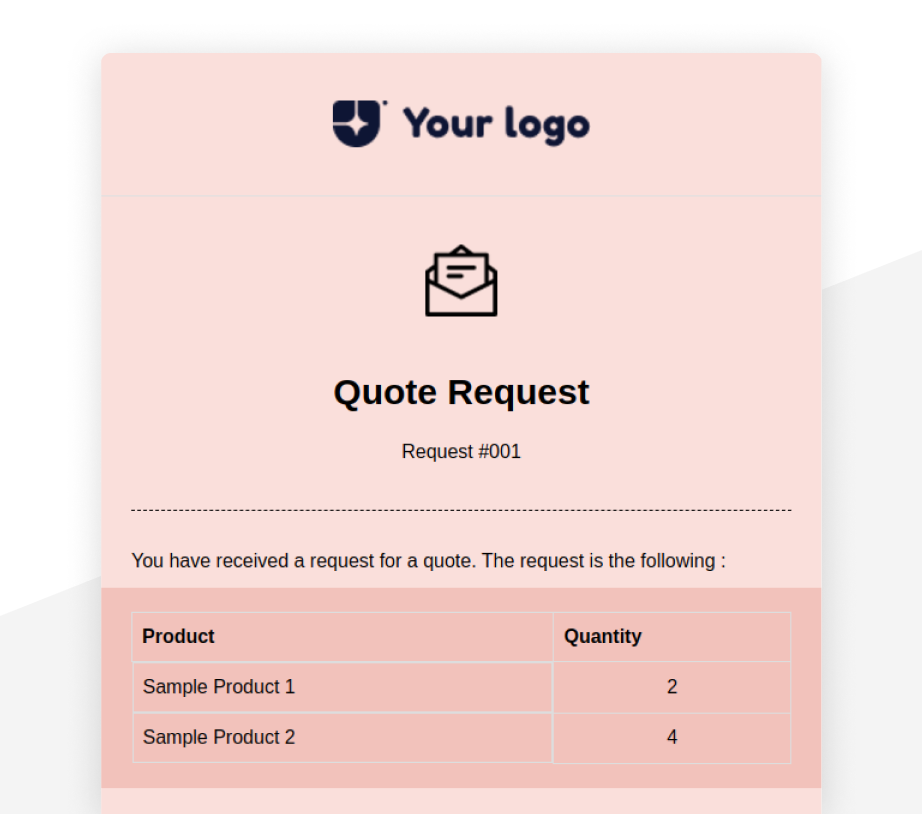 Your logo
Quote Request
Request #001
You have received a request for a quote. The request is the following :
Product Quantity
Sample Product 1 2
Sample Product 2 4